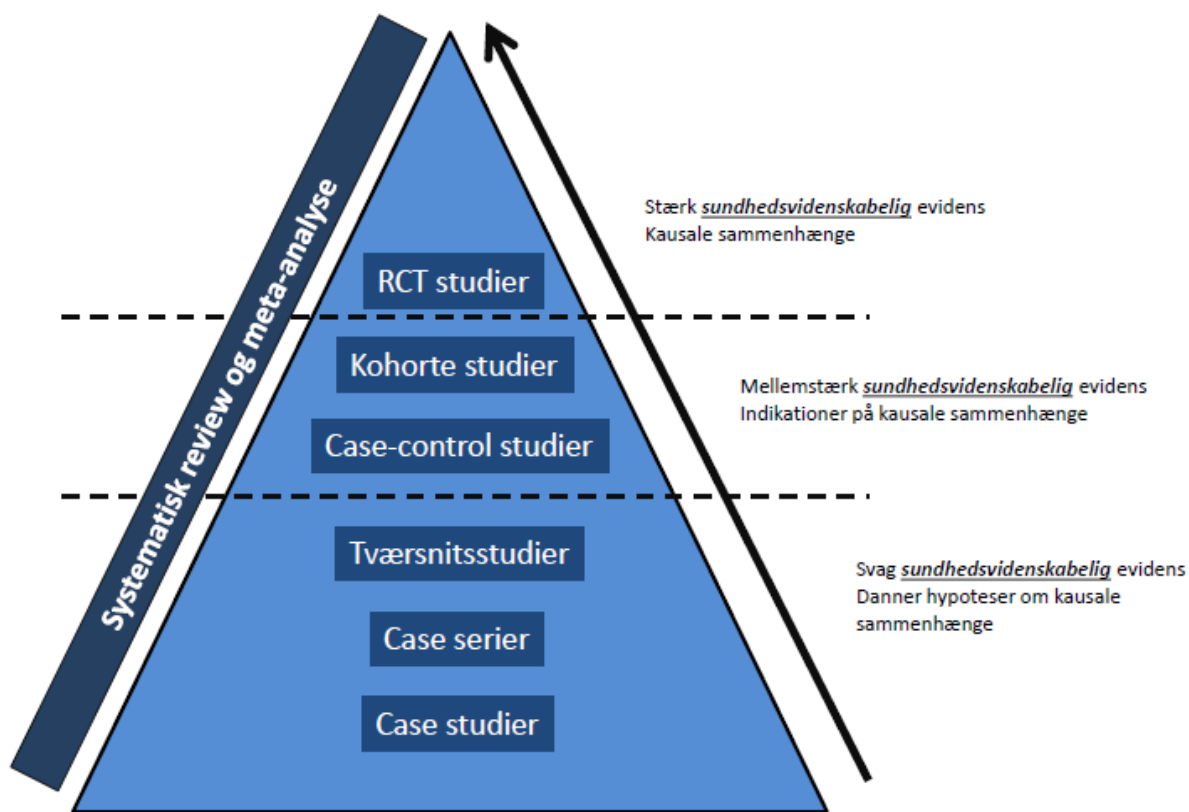 Systematisk review og meta-analyse
RCT studier
Kohorte studier
Case-control studier
Tværsnitsstudier
Case serier
Case studier
Stærk sundhedsvidenskabelig evidens
Kausale sammenhænge
Mellemstærk sundhedsvidenskabelig evidens
Indikationer på kausale sammenhænge
Svag sundhedsvidenskabelig evidens
Danner hypoteser om kausale
sammenhænge